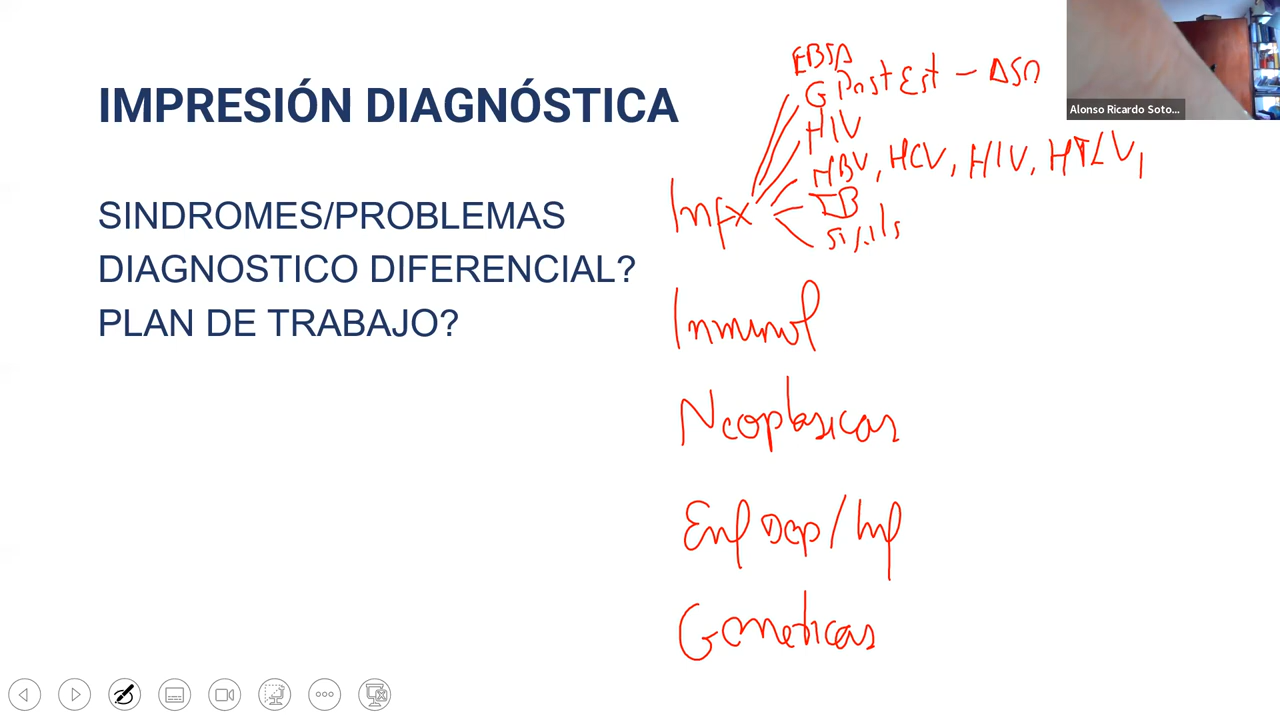 IMPRESIÓN DIAGNÓSTICA
SINDROMES/PROBLEMAS
DIAGNOSTICO DIFERENCIAL?
PLAN DE TRABAJO?
EBSA
G Post Est - ASO
HIV
HBV, HCV, HIV, HTLV1
Infx
TB
Sífilis
Inmunol
Neoplasicas
Enf Dep/Inf
Geneticas
Alonso Ricardo Soto...